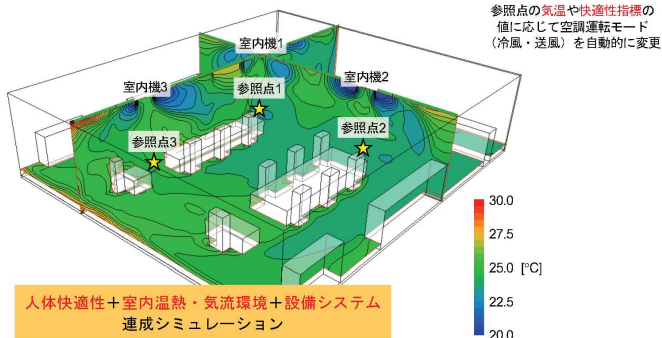 参照点の気温や快適性指標の
値に応じて空調運転モード
（冷風・送風）を自動的に変更
室内機1
室内機2
室内機3
参照点1
参照点2
参照点3
30.0
27.5
25.0 [°C]
22.5
20.0
人体快適性＋室内温熱・気流環境＋設備システム
連成シミュレーション